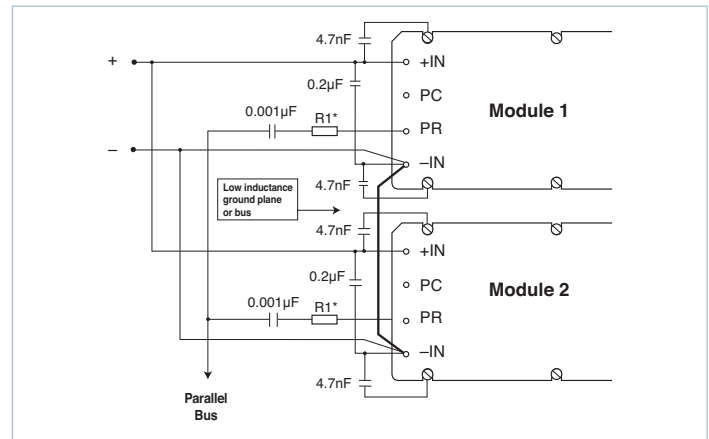 4.7nF
+
+IN
0.2µF
PC
Module 1
0.001µF
R1*
PR
–
–IN
4.7nF
Low inductance
ground plane
or bus
4.7nF
+IN
0.2µF
PC
Module 2
0.001µF
R1*
PR
–IN
4.7nF
Parallel
Bus